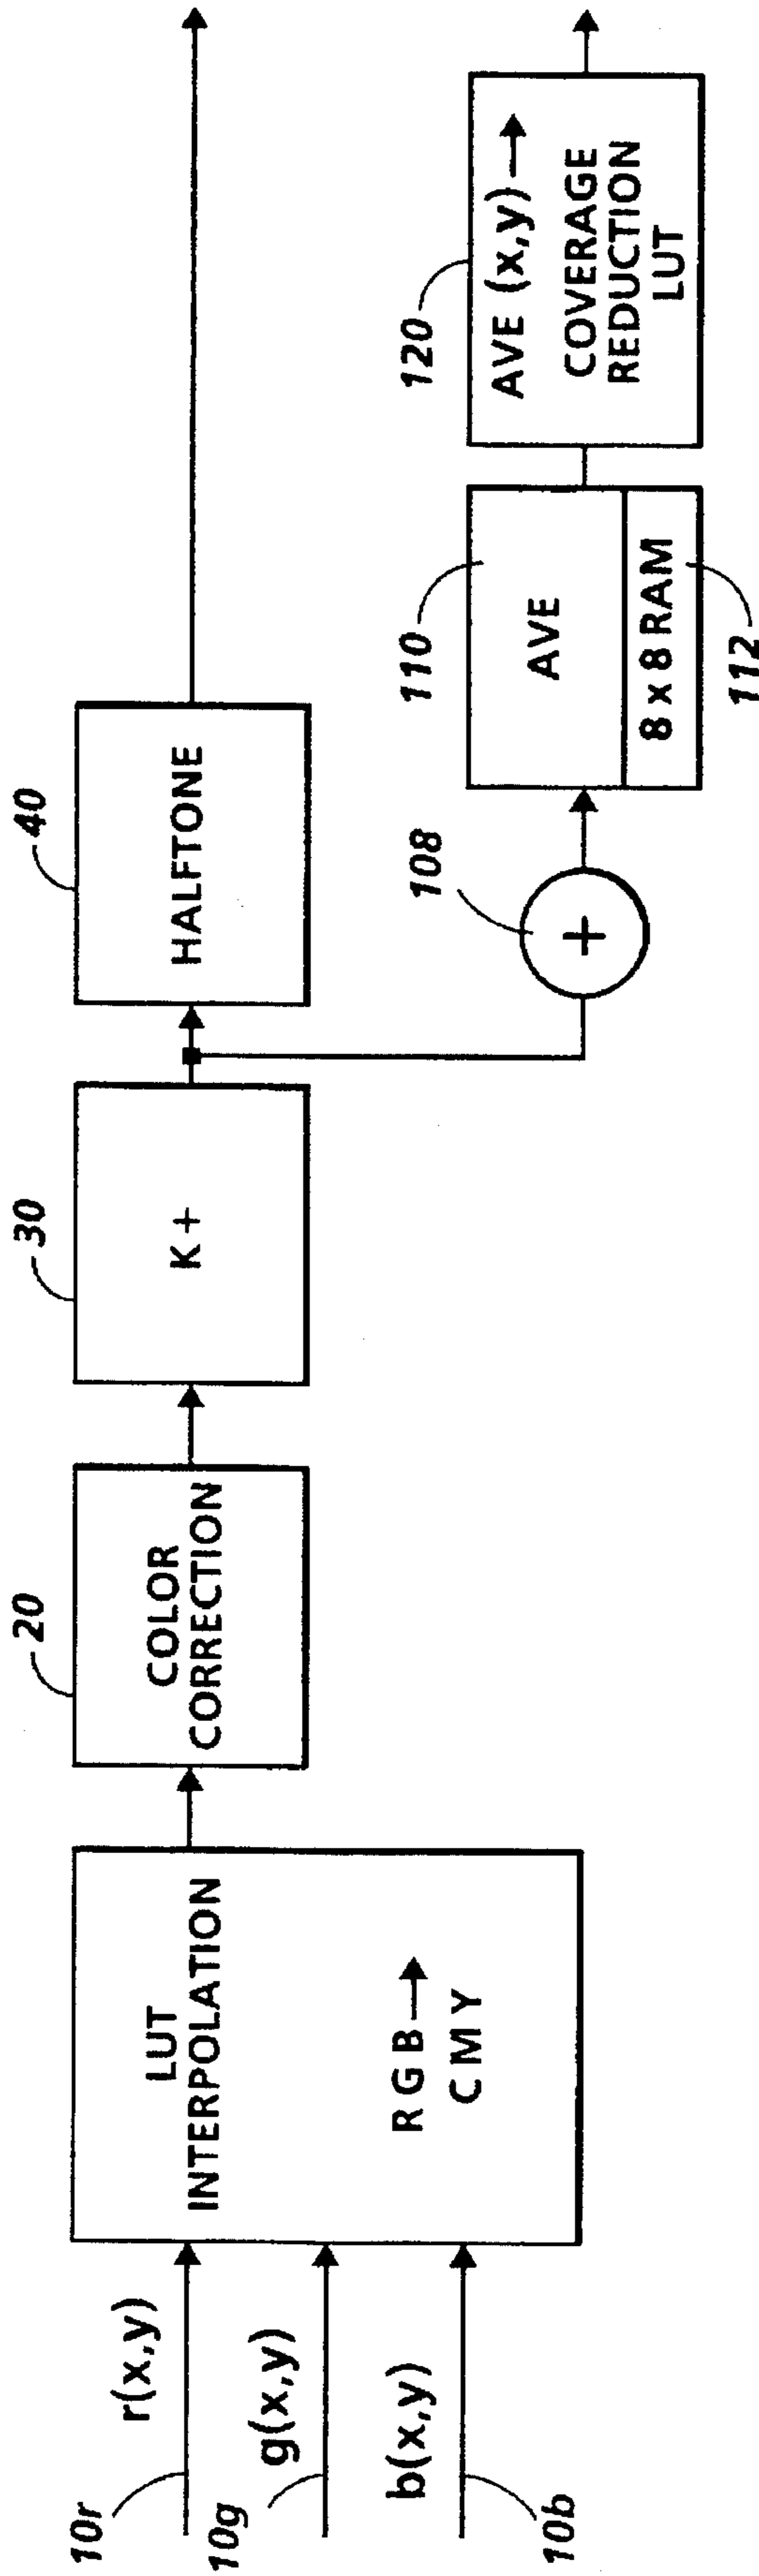 10r
r(x,y)
10g
g(x,y)
10b
b(x,y)
LUT
INTERPOLATION
R G B
C M Y
20
COLOR
CORRECTION
30
K +
40
HALFTONE
108
+
110
AVE
8 x 8 RAM
112
120
AVE (x,y)
COVERAGE
REDUCTION
LUT